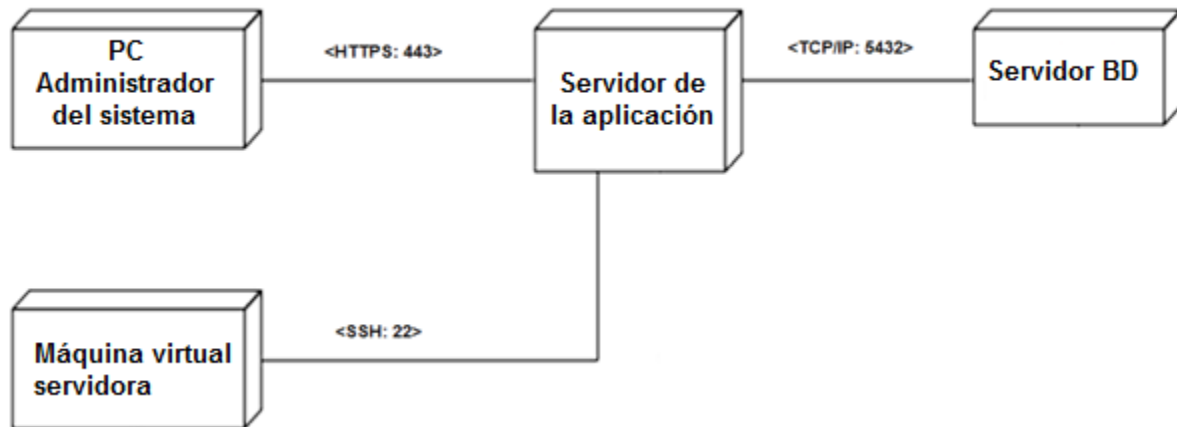 PC
Administrador
del sistema
<HTTPS: 443>
Servidor de
la aplicación
<TCP/IP: 5432>
Servidor BD
Máquina virtual
servidora
<SSH: 22>